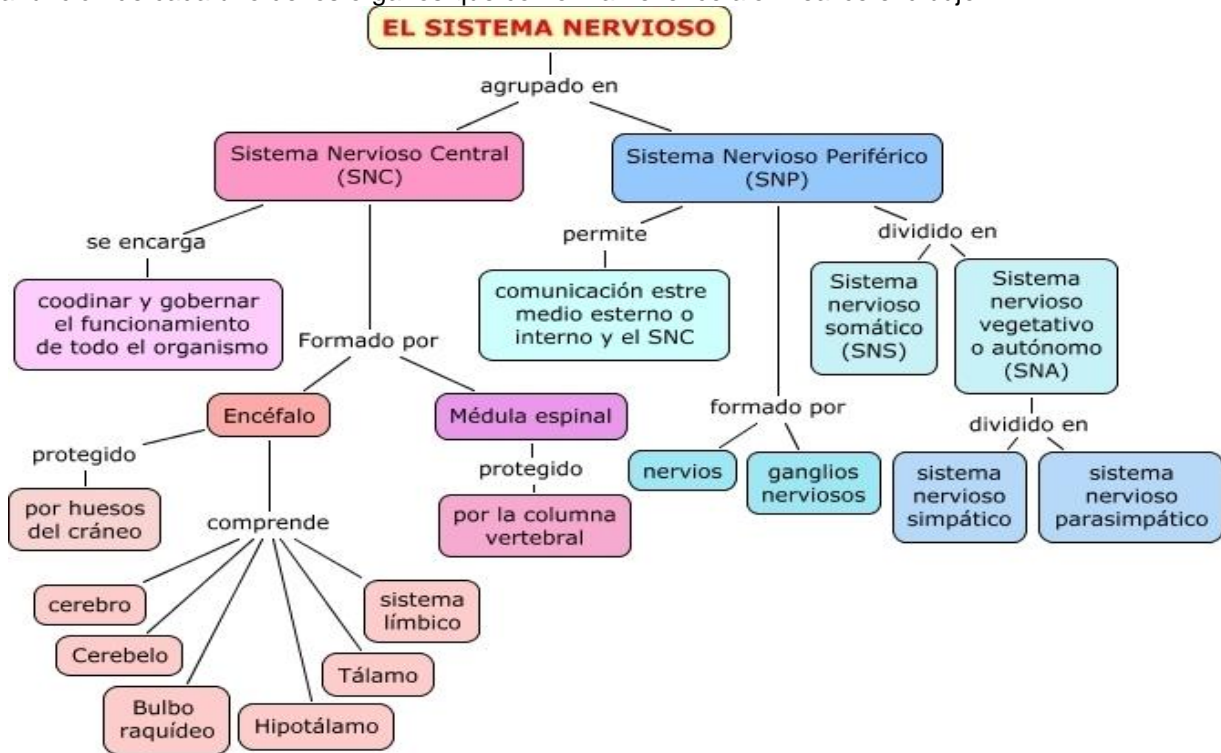 EL SISTEMA NERVIOSO
agrupado en
Sistema Nervioso Central
(SNC)
Sistema Nervioso Periférico
(SNP)
se encarga
coodinar y gobernar
el funcionamiento
de todo el organismo
Formado por
permite
comunicación estre
medio esterno o
interno y el SNC
dividido en
Sistema
nervioso
somático
(SNS)
Sistema
nervioso
vegetativo
o autónomo
(SNA)
Encéfalo
Médula espinal
formado por
dividido en
protegido
por huesos
del cráneo
comprende
protegido
por la columna
vertebral
nervios
ganglios
nerviosos
sistema
nervioso
simpático
sistema
nervioso
parasimpático
cerebro
Cerebelo
Bulbo
raquídeo
Hipotálamo
Tálamo
sistema
límbico